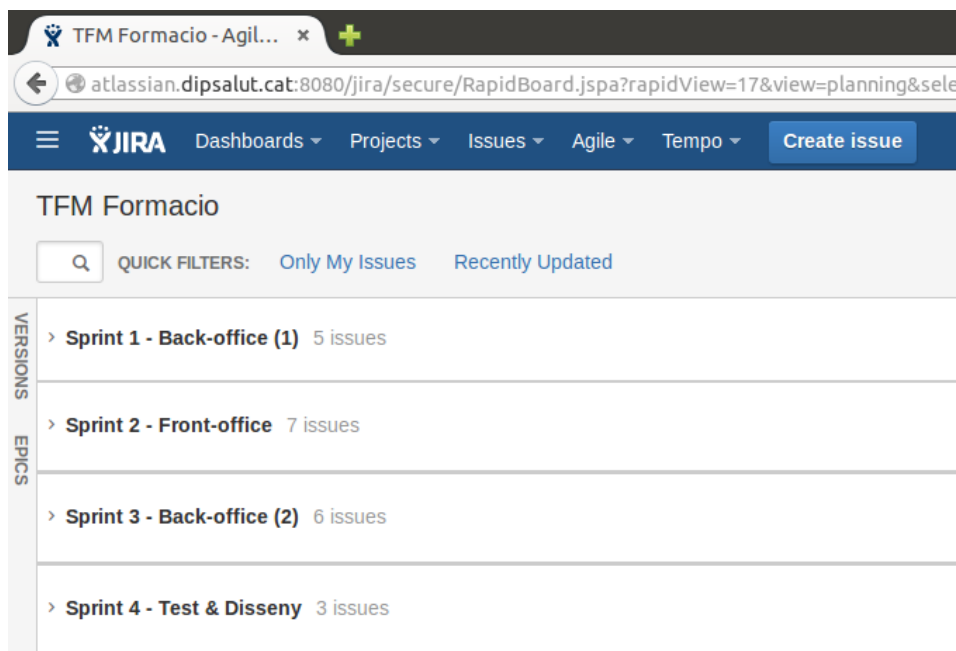 TFM Formacio - Agil...
atlassian.dipsalut.cat:8080/jira/secure/RapidBoard.jspa?rapidView=17&view=planning&sele
JIRA Dashboards Projects Issues Agile Tempo Create issue
TFM Formacio
QUICK FILTERS: Only My Issues Recently Updated
VERSIONS
EPICS
Sprint 1 - Back-office (1) 5 issues
Sprint 2 - Front-office 7 issues
Sprint 3 - Back-office (2) 6 issues
Sprint 4 - Test & Disseny 3 issues